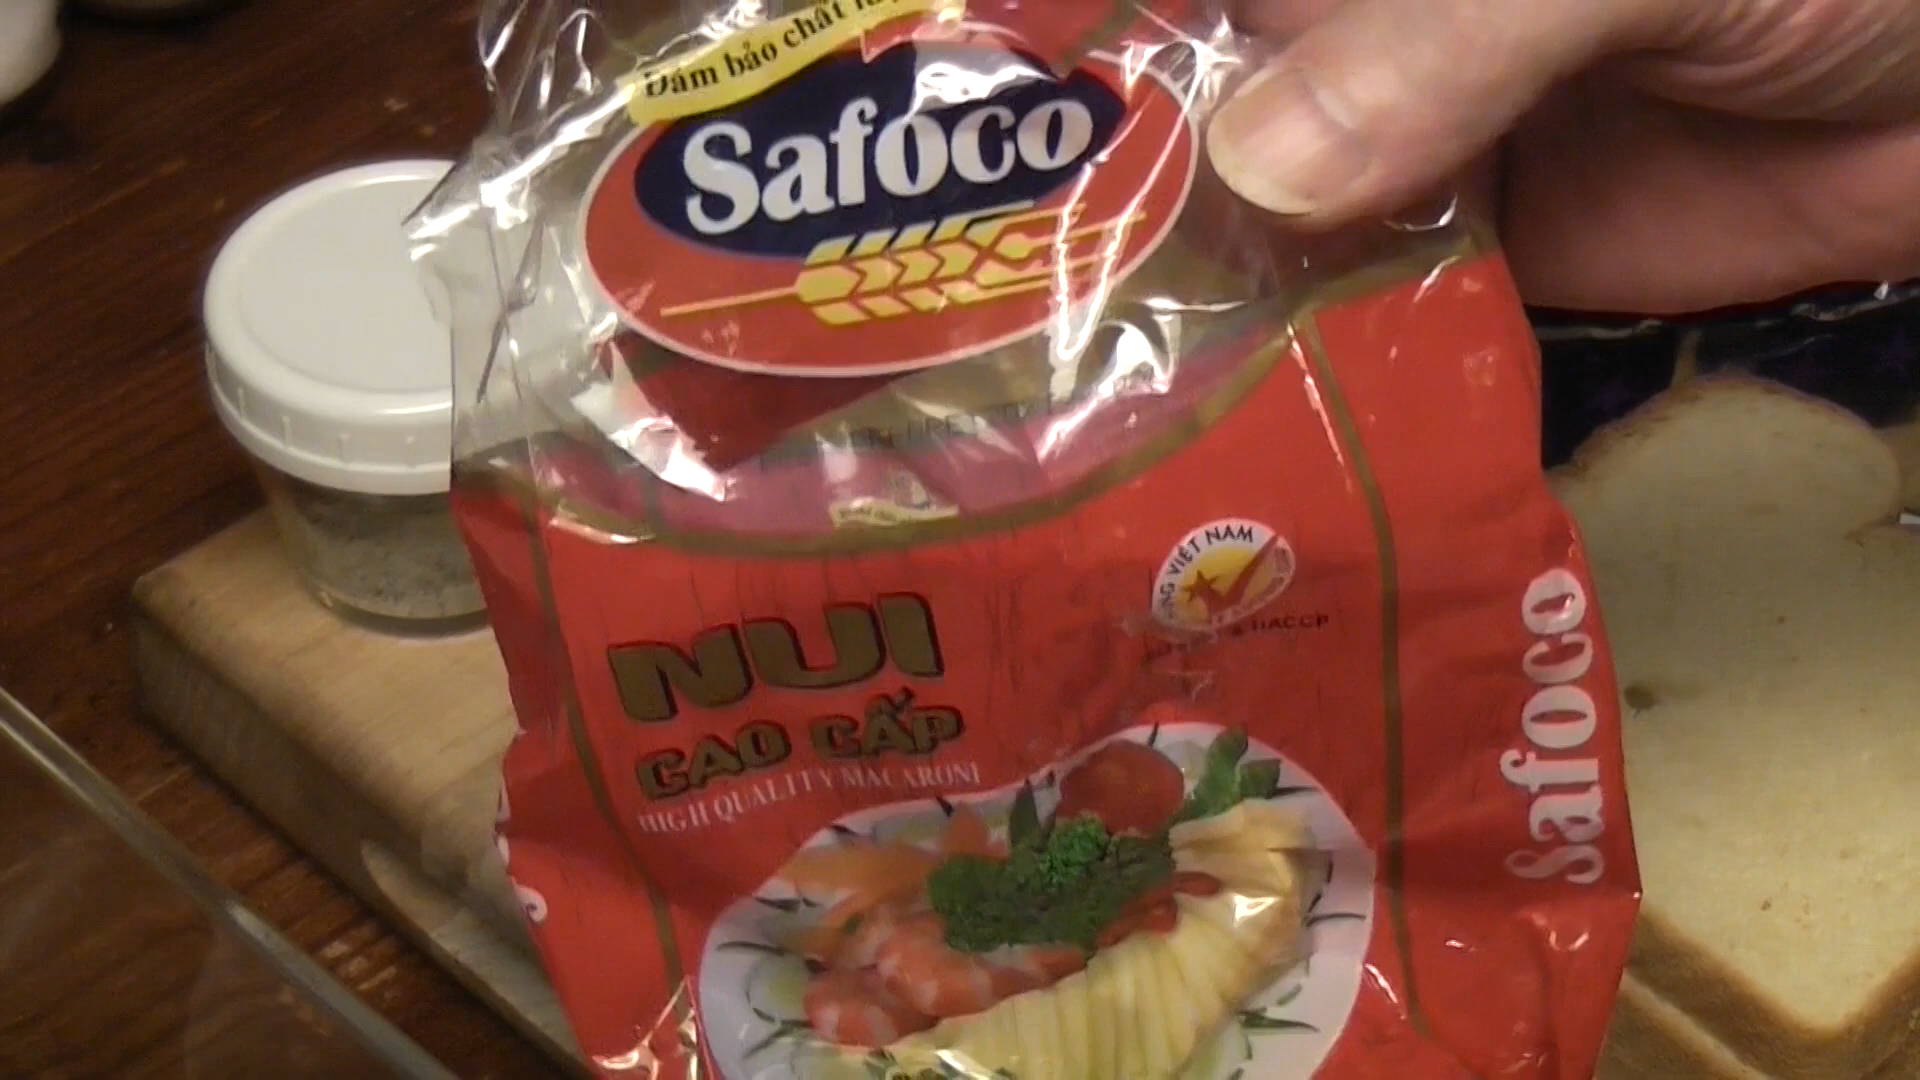 Đảm bảo chất
Safoco
VIỆT NAM
& HACCP
NUI
CAO CẤP
HIGH QUALITY MACARONI
Safoco